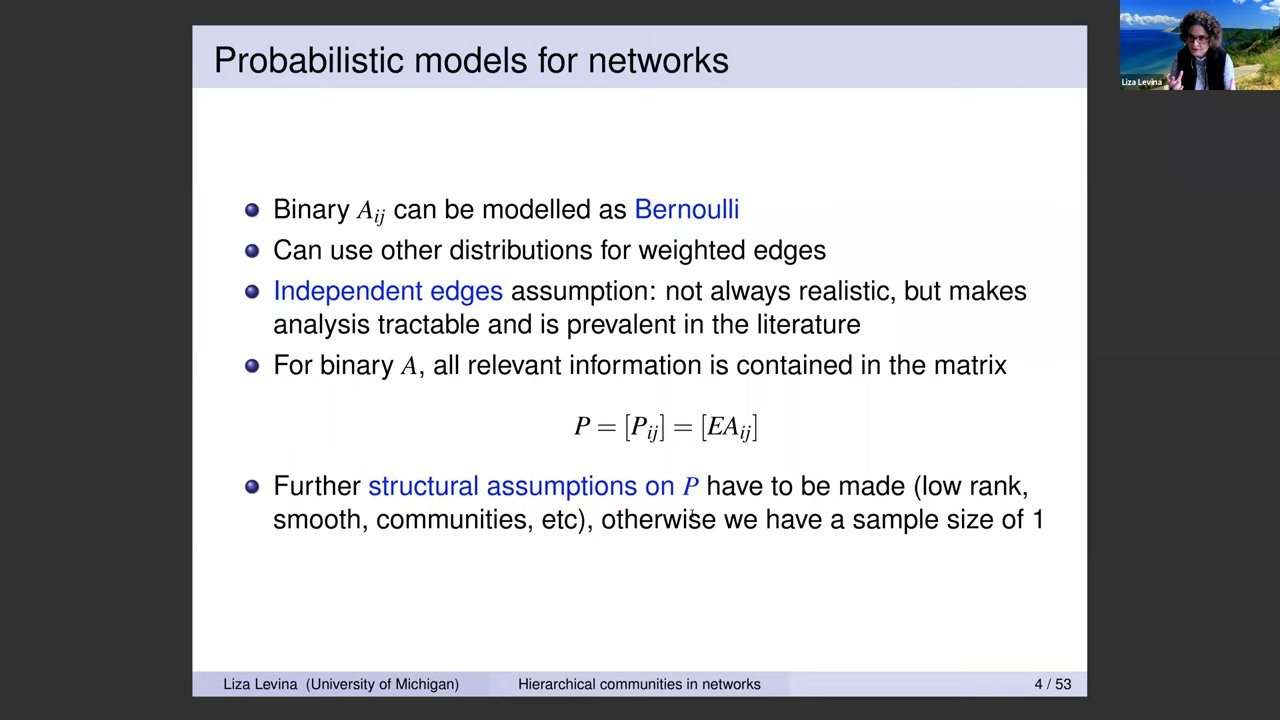 Probabilistic models for networks
Liza Levina
Binary A_ij can be modelled as Bernoulli
Can use other distributions for weighted edges
Independent edges assumption: not always realistic, but makes
analysis tractable and is prevalent in the literature
For binary A, all relevant information is contained in the matrix
P = [P_ij] = [EA_ij]
Further structural assumptions on P have to be made (low rank,
smooth, communities, etc), otherwise we have a sample size of 1
Liza Levina (University of Michigan) Hierarchical communities in networks 4 / 53